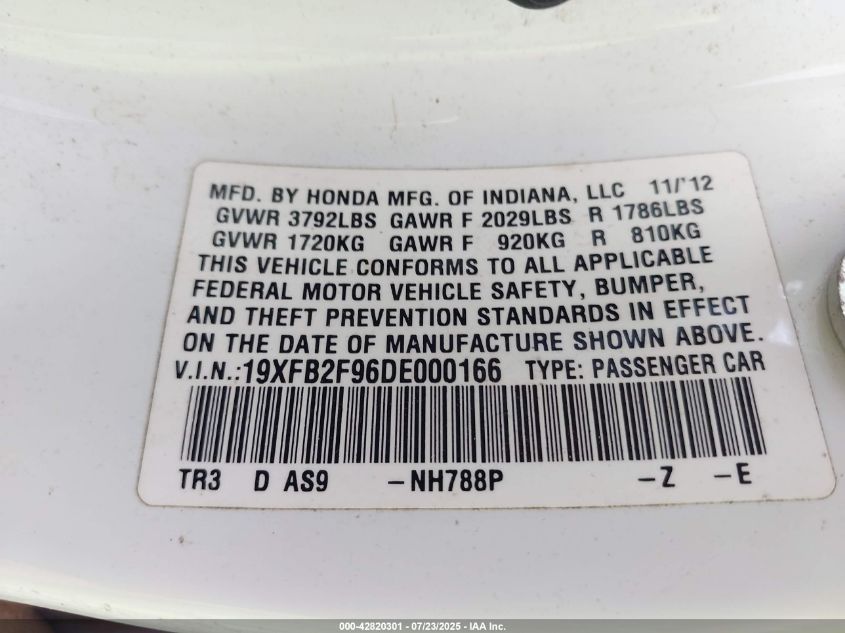 MFD. BY HONDA MFG. OF INDIANA, LLC 11/'12
GVWR 3792LBS GAWR F 2029LBS R 1786LBS
GVWR 1720KG GAWR F 920KG R 810KG
THIS VEHICLE CONFORMS TO ALL APPLICABLE
FEDERAL MOTOR VEHICLE SAFETY, BUMPER,
AND THEFT PREVENTION STANDARDS IN EFFECT
ON THE DATE OF MANUFACTURE SHOWN ABOVE.
V.I.N.:19XFB2F96DE000166 TYPE: PASSENGER CAR
TR3 D AS9 -NH788P -Z -E
000-42820301 - 07/23/2025 - IAA Inc.